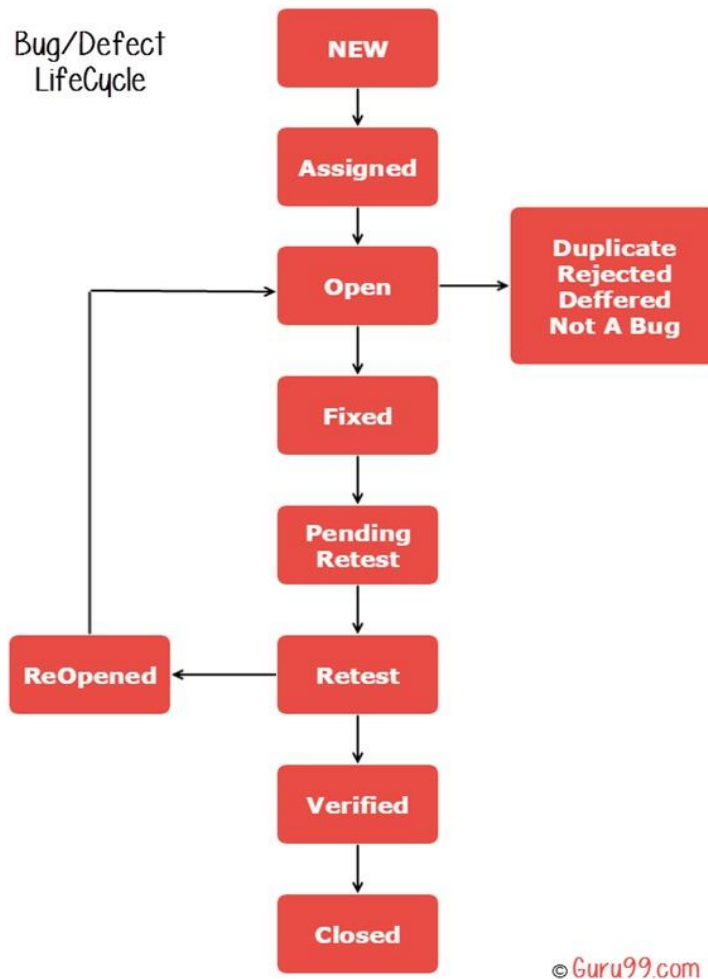 Bug/Defect
LifeCycle
NEW
Assigned
Open
Duplicate
Rejected
Deffered
Not A Bug
Fixed
Pending
Retest
ReOpened
Retest
Verified
Closed
© Guru99.com